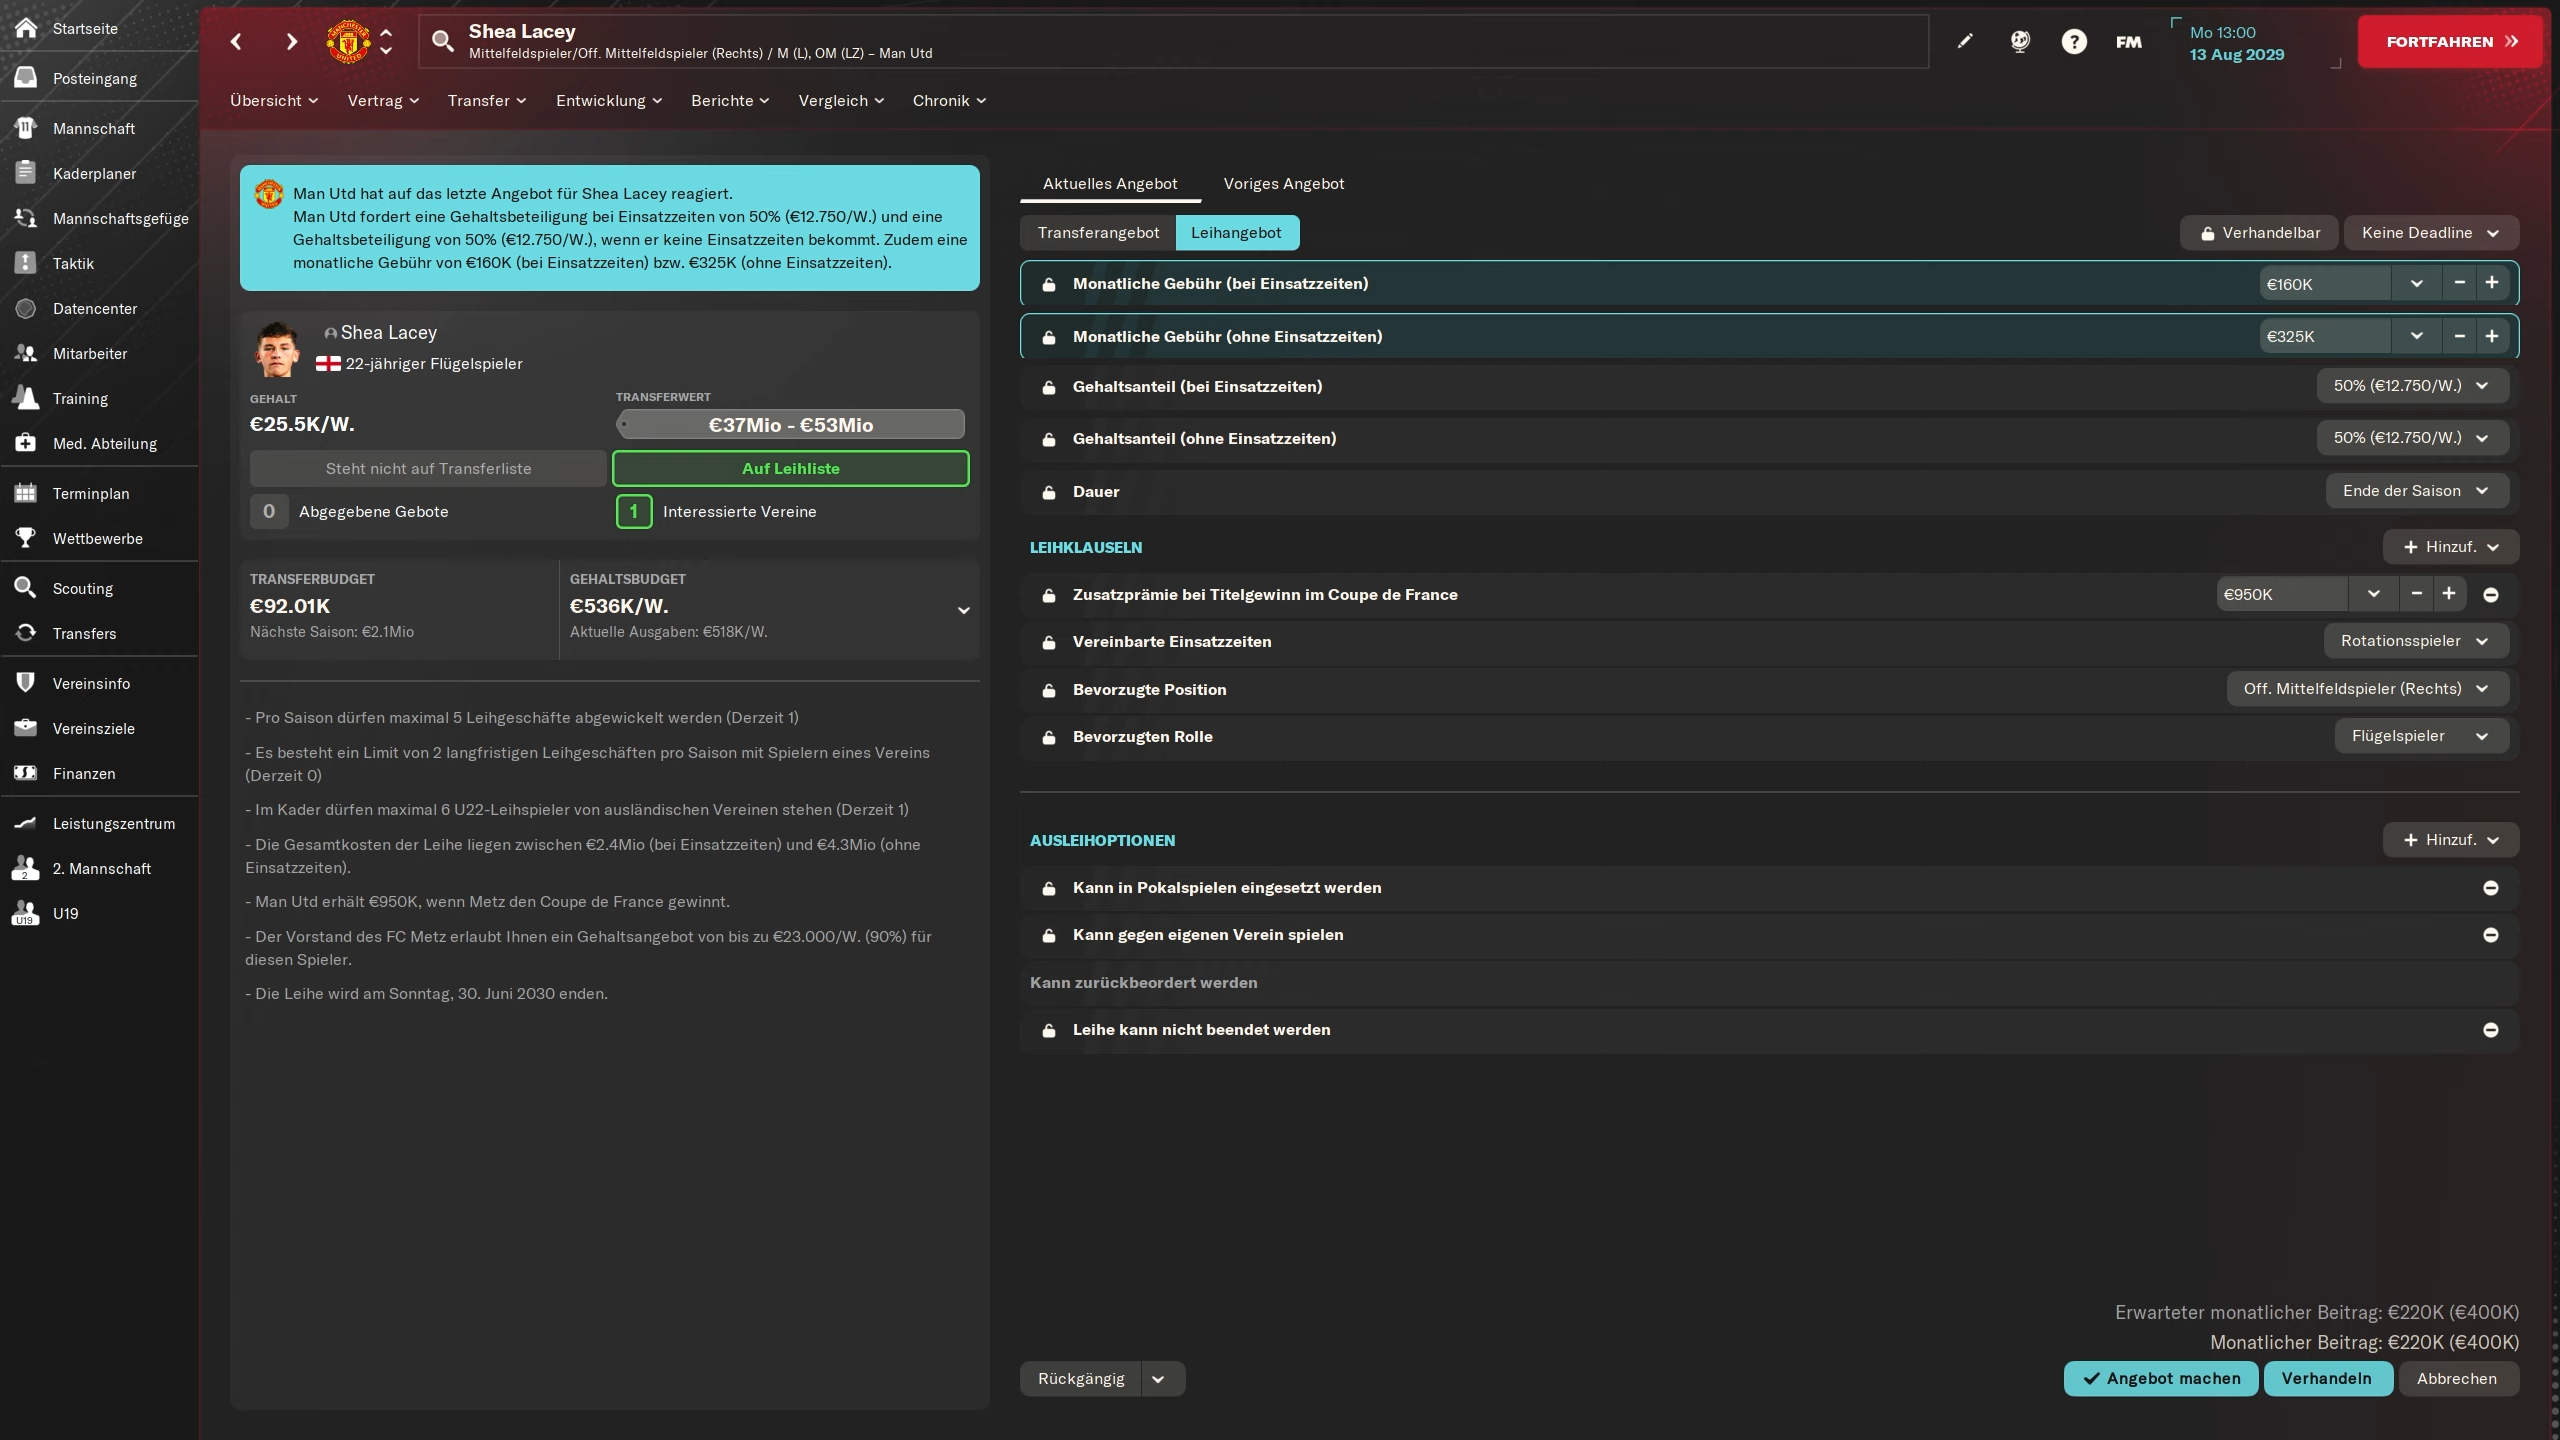 Startseite
Posteingang
Mannschaft
Kaderplaner
Mannschaftsgefüge
Taktik
Datencenter
Mitarbeiter
Training
Med. Abteilung
Terminplan
Wettbewerbe
Scouting
Transfers
Vereinsinfo
Vereinsziele
Finanzen
Leistungszentrum
2
2. Mannschaft
U19
U19
Shea Lacey
Mittelfeldspieler/Off. Mittelfeldspieler (Rechts) / M (L), OM (LZ) – Man Utd
?
FM
Mo 13:00
13 Aug 2029
FORTFAHREN
Übersicht
Vertrag
Transfer
Entwicklung
Berichte
Vergleich
Chronik
Man Utd hat auf das letzte Angebot für Shea Lacey reagiert.
Man Utd fordert eine Gehaltsbeteiligung bei Einsatzzeiten von 50% (€12.750/W.) und eine
Gehaltsbeteiligung von 50% (€12.750/W.), wenn er keine Einsatzzeiten bekommt. Zudem eine
monatliche Gebühr von €160K (bei Einsatzzeiten) bzw. €325K (ohne Einsatzzeiten).
Shea Lacey
22-jähriger Flügelspieler
GEHALT
€25.5K/W.
TRANSFERWERT
€37Mio - €53Mio
Steht nicht auf Transferliste
Auf Leihliste
0 Abgegebene Gebote
1 Interessierte Vereine
TRANSFERBUDGET
€92.01K
Nächste Saison: €2.1Mio
GEHALTSBUDGET
€536K/W.
Aktuelle Ausgaben: €518K/W.
- Pro Saison dürfen maximal 5 Leihgeschäfte abgewickelt werden (Derzeit 1)
- Es besteht ein Limit von 2 langfristigen Leihgeschäften pro Saison mit Spielern eines Vereins
(Derzeit 0)
- Im Kader dürfen maximal 6 U22-Leihspieler von ausländischen Vereinen stehen (Derzeit 1)
- Die Gesamtkosten der Leihe liegen zwischen €2.4Mio (bei Einsatzzeiten) und €4.3Mio (ohne
Einsatzzeiten).
- Man Utd erhält €950K, wenn Metz den Coupe de France gewinnt.
- Der Vorstand des FC Metz erlaubt Ihnen ein Gehaltsangebot von bis zu €23.000/W. (90%) für
diesen Spieler.
- Die Leihe wird am Sonntag, 30. Juni 2030 enden.
Aktuelles Angebot
Voriges Angebot
Transferangebot
Leihangebot
Verhandelbar
Keine Deadline
Monatliche Gebühr (bei Einsatzzeiten)
€160K
Monatliche Gebühr (ohne Einsatzzeiten)
€325K
Gehaltsanteil (bei Einsatzzeiten)
50% (€12.750/W.)
Gehaltsanteil (ohne Einsatzzeiten)
50% (€12.750/W.)
Dauer
Ende der Saison
LEIHKLAUSELN
+ Hinzuf.
Zusatzprämie bei Titelgewinn im Coupe de France
€950K
Vereinbarte Einsatzzeiten
Rotationsspieler
Bevorzugte Position
Off. Mittelfeldspieler (Rechts)
Bevorzugten Rolle
Flügelspieler
AUSLEIHOPTIONEN
+ Hinzuf.
Kann in Pokalspielen eingesetzt werden
Kann gegen eigenen Verein spielen
Kann zurückbeordert werden
Leihe kann nicht beendet werden
Erwarteter monatlicher Beitrag: €220K (€400K)
Monatlicher Beitrag: €220K (€400K)
Rückgängig
Angebot machen
Verhandeln
Abbrechen